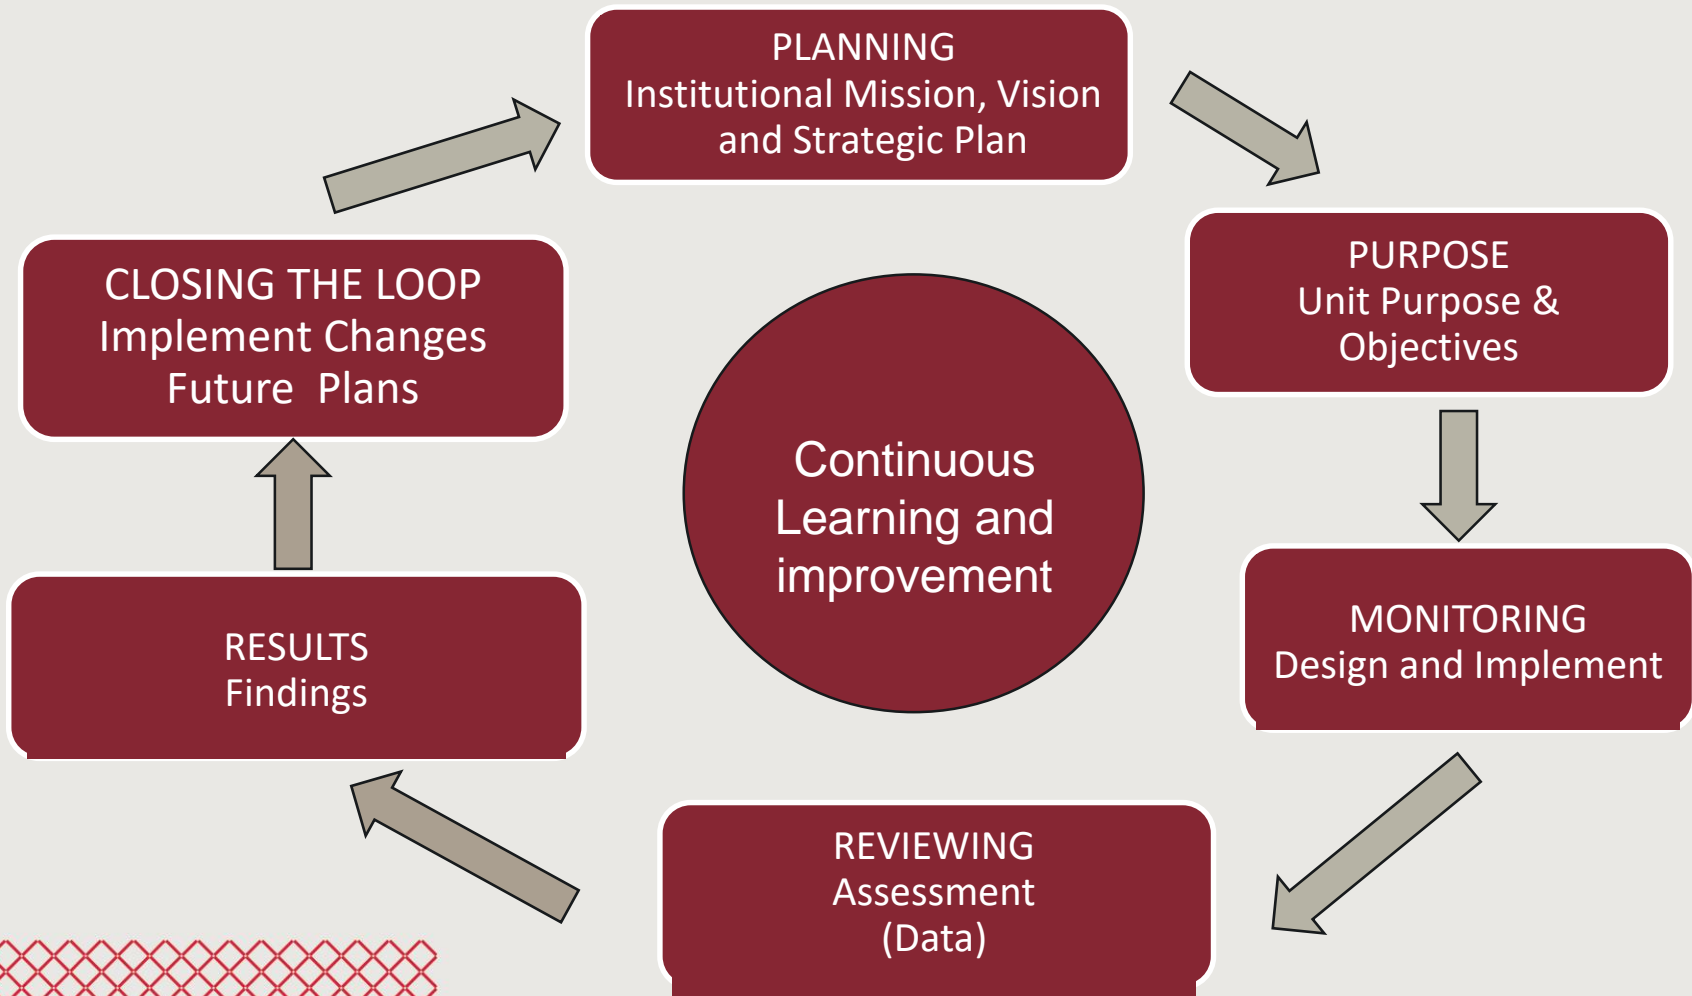 PLANNING
Institutional Mission, Vision
and Strategic Plan
PURPOSE
Unit Purpose &
Objectives
MONITORING
Design and Implement
REVIEWING
Assessment
(Data)
RESULTS
Findings
CLOSING THE LOOP
Implement Changes
Future  Plans
Continuous
Learning and
improvement